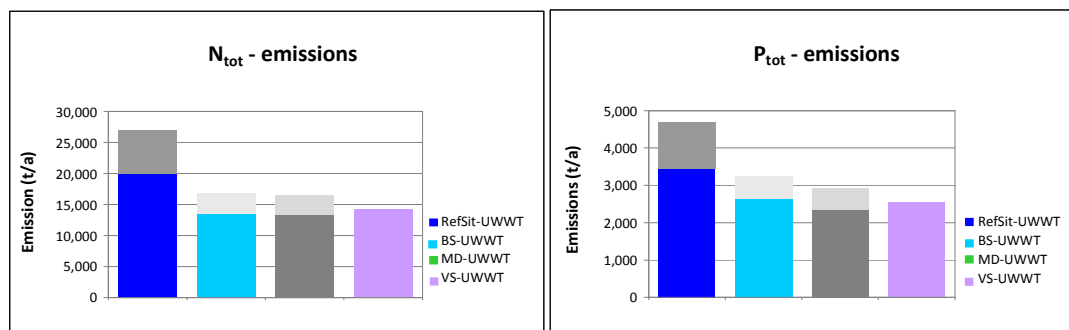 N_tot - emissions
Emission (t/a)
30,000
25,000
20,000
15,000
10,000
5,000
0
RefSit-UWWT
BS-UWWT
MD-UWWT
VS-UWWT
P_tot - emissions
Emissions (t/a)
5,000
4,000
3,000
2,000
1,000
0
RefSit-UWWT
BS-UWWT
MD-UWWT
VS-UWWT